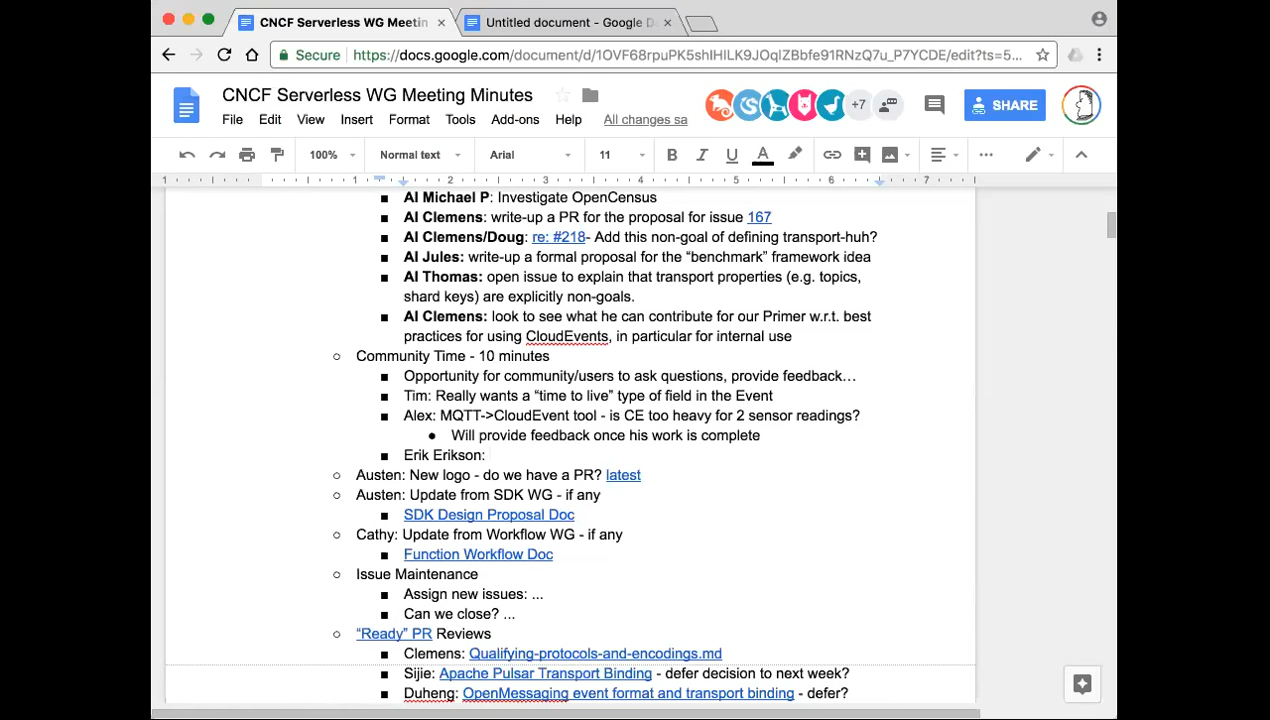 CNCF Serverless WG Meetin
Untitled document - Google D
Secure
https://docs.google.com/document/d/1OVF68rpuPK5shIHlLK9JOqlZBbfe91RNzQ7u_P7YCDE/edit?ts=5...
CNCF Serverless WG Meeting Minutes
+7
SHARE
File Edit View Insert Format Tools Add-ons Help All changes sa
100% Normal text Arial 11 B I U A
1 1 2 3 4 5 6 7
AI Michael P: Investigate OpenCensus
AI Clemens: write-up a PR for the proposal for issue 167
AI Clemens/Doug: re: #218- Add this non-goal of defining transport-huh?
AI Jules: write-up a formal proposal for the “benchmark” framework idea
AI Thomas: open issue to explain that transport properties (e.g. topics,
shard keys) are explicitly non-goals.
AI Clemens: look to see what he can contribute for our Primer w.r.t. best
practices for using CloudEvents, in particular for internal use
Community Time - 10 minutes
Opportunity for community/users to ask questions, provide feedback…
Tim: Really wants a “time to live” type of field in the Event
Alex: MQTT->CloudEvent tool - is CE too heavy for 2 sensor readings?
Will provide feedback once his work is complete
Erik Erikson:
Austen: New logo - do we have a PR? latest
Austen: Update from SDK WG - if any
SDK Design Proposal Doc
Cathy: Update from Workflow WG - if any
Function Workflow Doc
Issue Maintenance
Assign new issues: ...
Can we close? ...
“Ready” PR Reviews
Clemens: Qualifying-protocols-and-encodings.md
Sijie: Apache Pulsar Transport Binding - defer decision to next week?
Duheng: OpenMessaging event format and transport binding - defer?